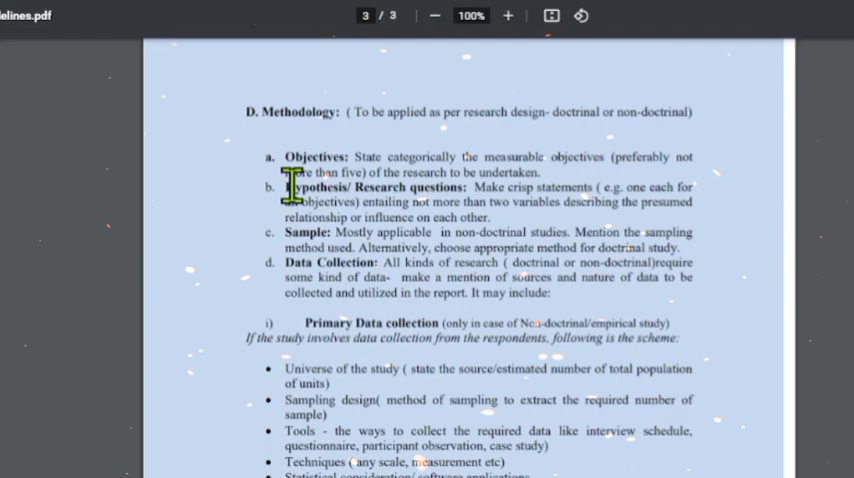 elines.pdf
3 / 3 — 100% +
D. Methodology: ( To be applied as per research design- doctrinal or non-doctrinal)
a. Objectives: State categorically the measurable objectives (preferably not
more than five) of the research to be undertaken.
b. Hypothesis/ Research questions: Make crisp statements ( e.g. one each for
objectives) entailing not more than two variables describing the presumed
relationship or influence on each other.
c. Sample: Mostly applicable in non-doctrinal studies. Mention the sampling
method used. Alternatively, choose appropriate method for doctrinal study.
d. Data Collection: All kinds of research ( doctrinal or non-doctrinal)require
some kind of data- make a mention of sources and nature of data to be
collected and utilized in the report. It may include:
i) Primary Data collection (only in case of Non-doctrinal/empirical study)
If the study involves data collection from the respondents, following is the scheme:
• Universe of the study ( state the source/estimated number of total population
of units)
• Sampling design( method of sampling to extract the required number of
sample)
• Tools - the ways to collect the required data like interview schedule,
questionnaire, participant observation, case study)
• Techniques ( any scale, measurement etc)
• Statistical consideration/ software applications